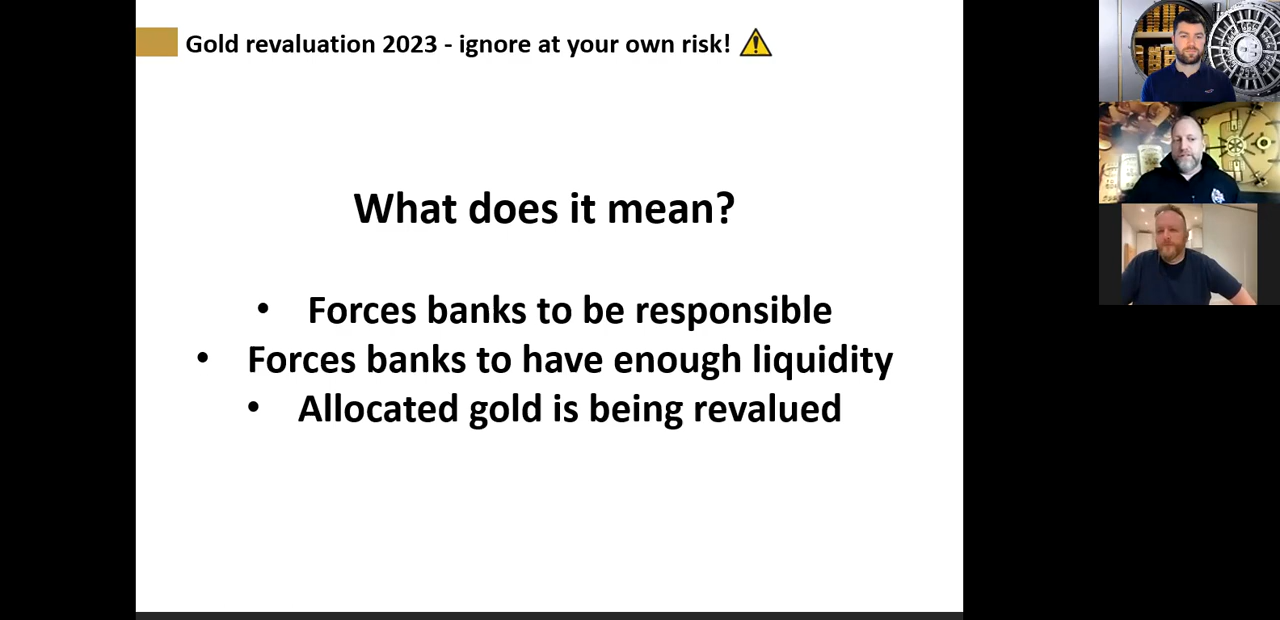 Gold revaluation 2023 - ignore at your own risk! ⚠
What does it mean?
• Forces banks to be responsible
• Forces banks to have enough liquidity
• Allocated gold is being revalued